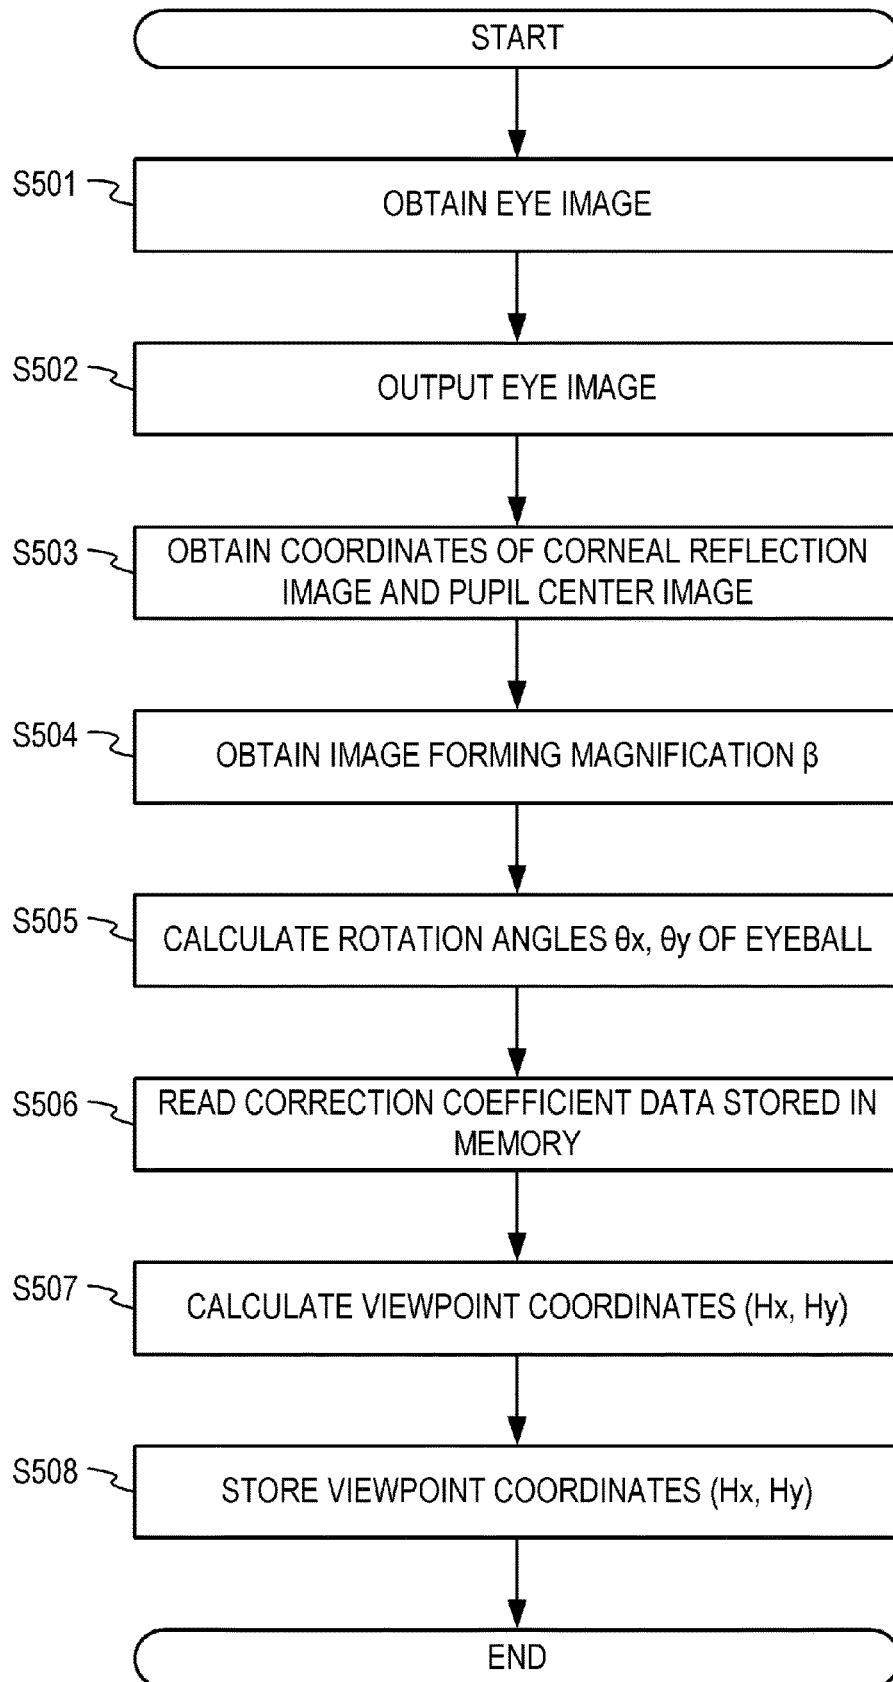 START
S501
OBTAIN EYE IMAGE
S502
OUTPUT EYE IMAGE
S503
OBTAIN COORDINATES OF CORNEAL REFLECTION
IMAGE AND PUPIL CENTER IMAGE
S504
OBTAIN IMAGE FORMING MAGNIFICATION β
S505
CALCULATE ROTATION ANGLES θx, θy OF EYEBALL
S506
READ CORRECTION COEFFICIENT DATA STORED IN
MEMORY
S507
CALCULATE VIEWPOINT COORDINATES (Hx, Hy)
S508
STORE VIEWPOINT COORDINATES (Hx, Hy)
END